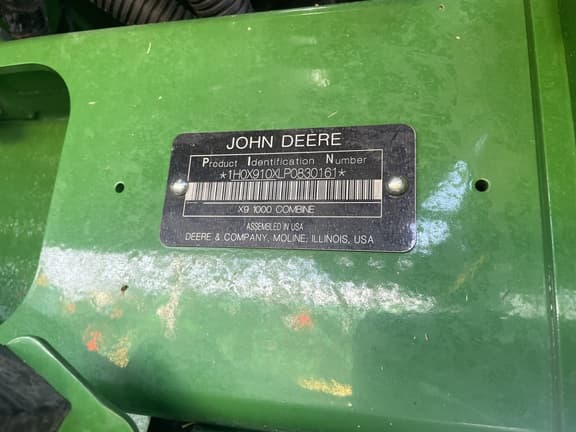 JOHN DEERE
Product Identification Number
*1H0X910XLP0830161*
X9 1000 COMBINE
ASSEMBLED IN USA
DEERE & COMPANY, MOLINE, ILLINOIS, USA